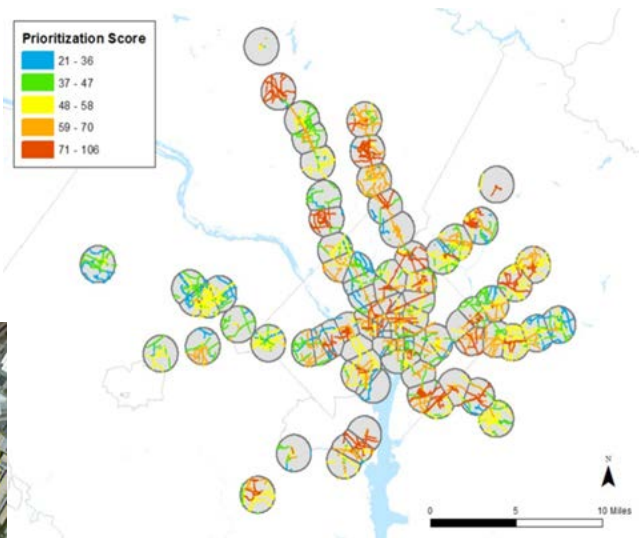 Prioritization Score
21 - 36
37 - 47
48 - 58
59 - 70
71 - 106
N
0 5 10 Miles